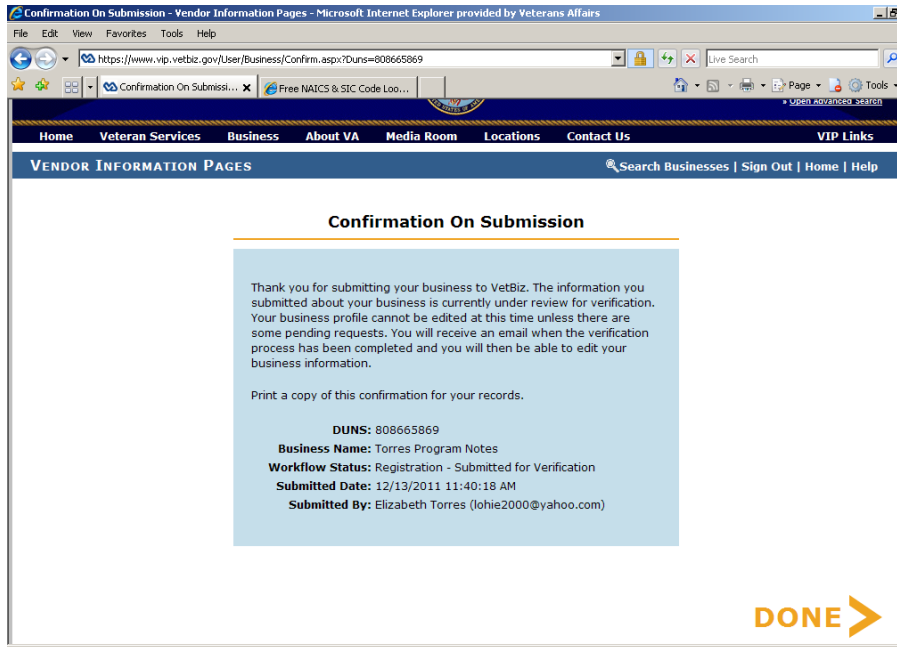 Confirmation On Submission - Vendor Information Pages - Microsoft Internet Explorer provided by Veterans Affairs
File Edit View Favorites Tools Help
https://www.vip.vetbiz.gov/User/Business/Confirm.aspx?Duns=808665869 Live Search
Confirmation On Submissi... Free NAICS & SIC Code Loo... Page Tools
» Open Advanced Search
Home Veteran Services Business About VA Media Room Locations Contact Us VIP Links
VENDOR INFORMATION PAGES Search Businesses | Sign Out | Home | Help
Confirmation On Submission
Thank you for submitting your business to VetBiz. The information you
submitted about your business is currently under review for verification.
Your business profile cannot be edited at this time unless there are
some pending requests. You will receive an email when the verification
process has been completed and you will then be able to edit your
business information.
Print a copy of this confirmation for your records.
DUNS: 808665869
Business Name: Torres Program Notes
Workflow Status: Registration - Submitted for Verification
Submitted Date: 12/13/2011 11:40:18 AM
Submitted By: Elizabeth Torres (lohie2000@yahoo.com)
DONE